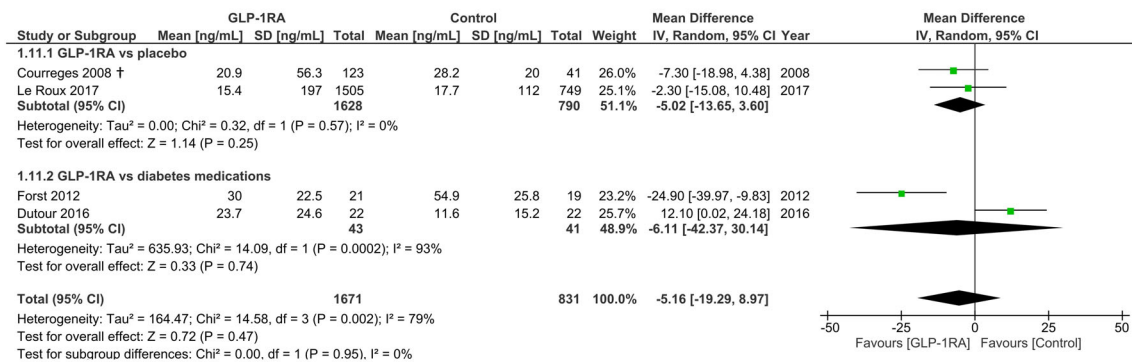 GLP-1RA Control Mean Difference Mean Difference
Study or Subgroup Mean [ng/mL] SD [ng/mL] Total Mean [ng/mL] SD [ng/mL] Total Weight IV, Random, 95% CI Year IV, Random, 95% CI
1.11.1 GLP-1RA vs placebo
Courreges 2008 † 20.9 56.3 123 28.2 20 41 26.0% -7.30 [-18.98, 4.38] 2008
Le Roux 2017 15.4 197 1505 17.7 112 749 25.1% -2.30 [-15.08, 10.48] 2017
Subtotal (95% CI) 1628 790 51.1% -5.02 [-13.65, 3.60]
Heterogeneity: Tau² = 0.00; Chi² = 0.32, df = 1 (P = 0.57); I² = 0%
Test for overall effect: Z = 1.14 (P = 0.25)
1.11.2 GLP-1RA vs diabetes medications
Forst 2012 30 22.5 21 54.9 25.8 19 23.2% -24.90 [-39.97, -9.83] 2012
Dutour 2016 23.7 24.6 22 11.6 15.2 22 25.7% 12.10 [0.02, 24.18] 2016
Subtotal (95% CI) 43 41 48.9% -6.11 [-42.37, 30.14]
Heterogeneity: Tau² = 635.93; Chi² = 14.09, df = 1 (P = 0.0002); I² = 93%
Test for overall effect: Z = 0.33 (P = 0.74)
Total (95% CI) 1671 831 100.0% -5.16 [-19.29, 8.97]
Heterogeneity: Tau² = 164.47; Chi² = 14.58, df = 3 (P = 0.002); I² = 79%
Test for overall effect: Z = 0.72 (P = 0.47)
Test for subgroup differences: Chi² = 0.00, df = 1 (P = 0.95), I² = 0%
-50 -25 0 25 50
Favours [GLP-1RA] Favours [Control]